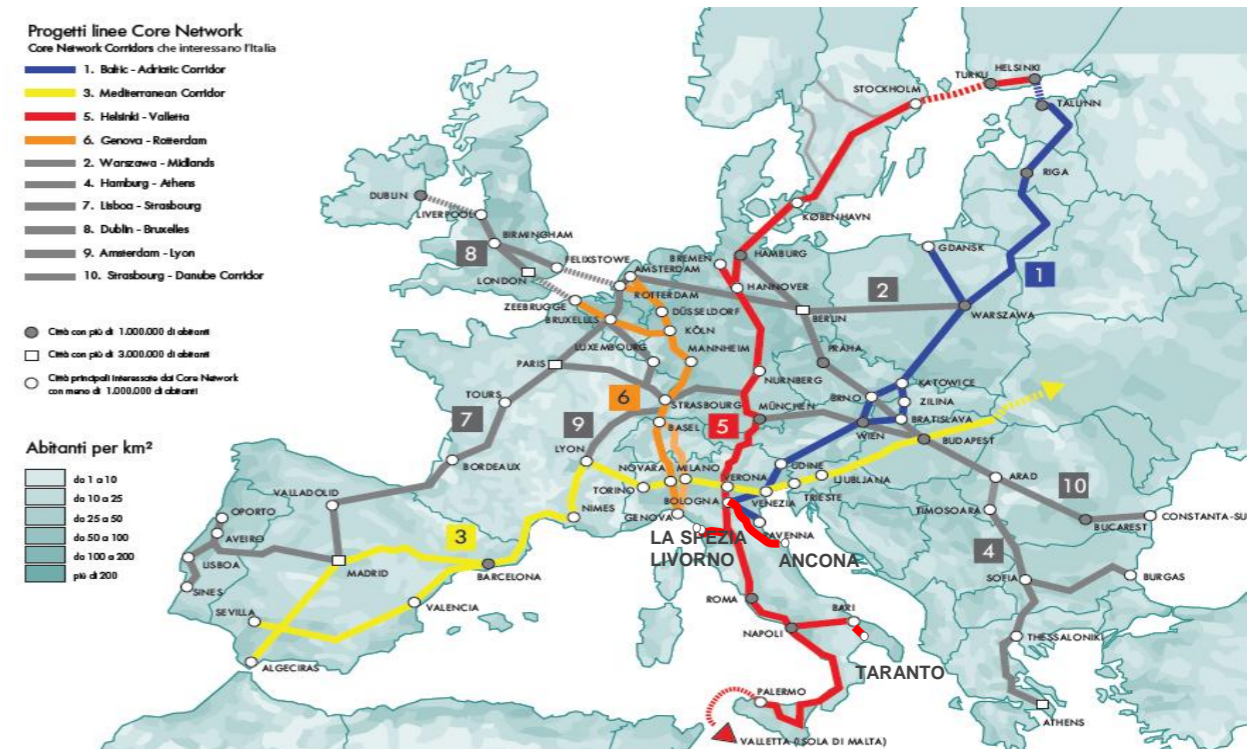 Progetti linee Core Network
Core Network Corridors che interessano l'Italia
1. Baltic - Adriatic Corridor
3. Mediterranean Corridor
5. Helsinki - Valletta
6. Genova - Rotterdam
2. Warszawa - Midlands
4. Hamburg - Athens
7. Lisboa - Strasbourg
8. Dublin - Bruxelles
9. Amsterdam - Lyon
10. Strasbourg - Danube Corridor
Città con più di 1.000.000 di abitanti
Città con più di 3.000.000 di abitanti
Città principali interessate dai Core Network
con meno di 1.000.000 di abitanti
Abitanti per km²
da 1 a 10
da 10 a 25
da 25 a 50
da 50 a 100
da 100 a 200
più di 200
HELSINKI
TURKU
STOCKHOLM
TALUNN
RIGA
DUBLIN
LIVERPOOL
KØBENHAVN
BIRMINGHAM
GDANSK
8
FELIXSTOWE
BREMEN
HAMBURG
AMSTERDAM
1
LONDON
ROTTERDAM
HANNOVER
2
ZEEBRUGGE
DÜSSELDORF
BERLIN
WARSZAWA
BRUXELLES
KÖLN
LUXEMBOURG
MANNHEIM
PRAHA
PARIS
NURNBERG
KATOWICE
TOURS
6
STRASBOURG
MÜNCHEN
BRNO
ZILINA
7
9
BASEL
5
BRATISLAVA
WIEN
BUDAPEST
LYON
BORDEAUX
NOVARA
MILANO
VERONA
UDINE
LJUBLJANA
ARAD
VALLADOLID
TORINO
BOLOGNA
VENEZIA
TRIESTE
10
OPORTO
NIMES
GENOVA
TIMOSOARA
CONSTANTA-SU
AVEIRO
3
LA SPEZIA
RAVENNA
BUCAREST
LISBOA
MADRID
BARCELONA
LIVORNO
ANCONA
4
SINES
SOFIA
BURGAS
SEVILLA
VALENCIA
ROMA
BARI
NAPOLI
THESSALONIKI
ALGECIRAS
TARANTO
PALERMO
ATHENS
VALLETTA (ISOLA DI MALTA)